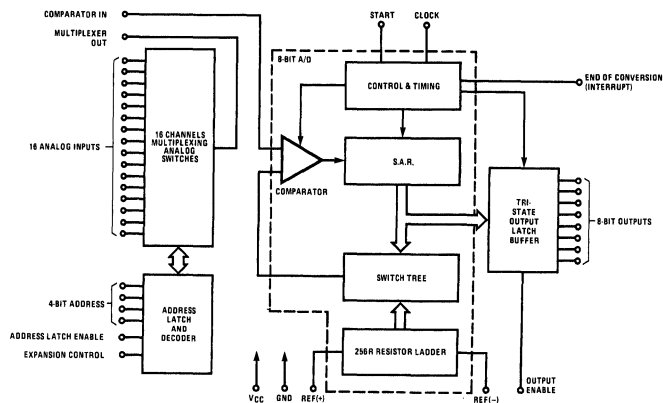 COMPARATOR IN
MULTIPLEXER
OUT
START
CLOCK
8-BIT A/D
CONTROL & TIMING
END OF CONVERSION
(INTERRUPT)
16 ANALOG INPUTS
16 CHANNELS
MULTIPLEXING
ANALOG
SWITCHES
S.A.R.
COMPARATOR
TRI-
STATE
OUTPUT
LATCH
BUFFER
8-BIT OUTPUTS
SWITCH TREE
4-BIT ADDRESS
ADDRESS
LATCH
AND
DECODER
ADDRESS LATCH ENABLE
EXPANSION CONTROL
256R RESISTOR LADDER
VCC
GND
REF(+)
REF(−)
OUTPUT
ENABLE